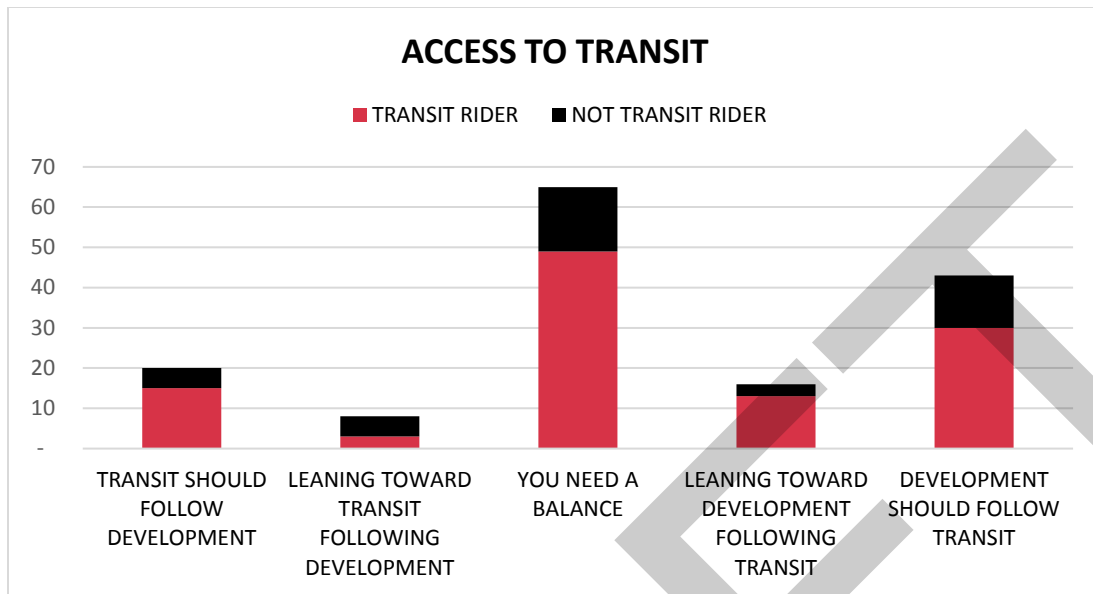 ACCESS TO TRANSIT
TRANSIT RIDER NOT TRANSIT RIDER
70
60
50
40
30
20
10
-
TRANSIT SHOULD FOLLOW DEVELOPMENT
LEANING TOWARD TRANSIT FOLLOWING DEVELOPMENT
YOU NEED A BALANCE
LEANING TOWARD DEVELOPMENT FOLLOWING TRANSIT
DEVELOPMENT SHOULD FOLLOW TRANSIT